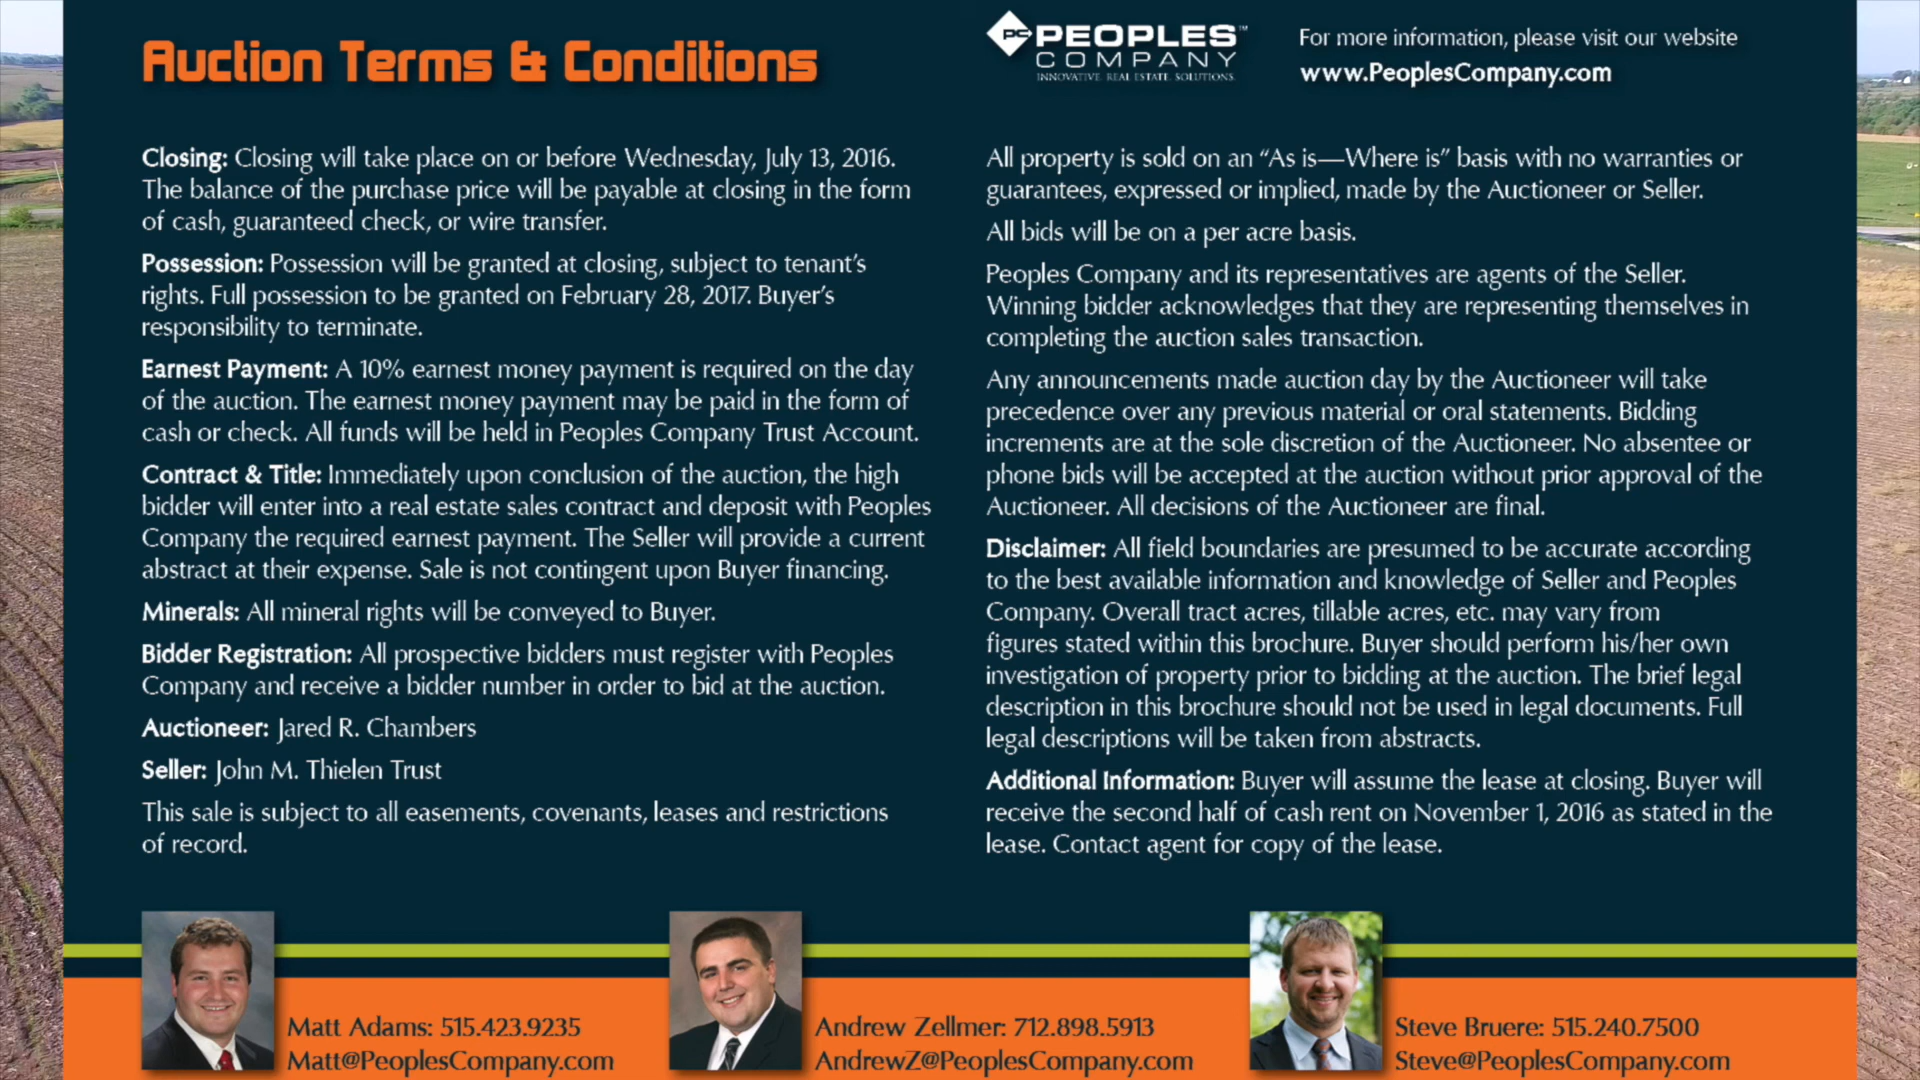 Auction Terms & Conditions
PC PEOPLES™
COMPANY
INNOVATIVE. REAL ESTATE. SOLUTIONS.
For more information, please visit our website
www.PeoplesCompany.com
Closing: Closing will take place on or before Wednesday, July 13, 2016.
The balance of the purchase price will be payable at closing in the form
of cash, guaranteed check, or wire transfer.
Possession: Possession will be granted at closing, subject to tenant's
rights. Full possession to be granted on February 28, 2017. Buyer's
responsibility to terminate.
Earnest Payment: A 10% earnest money payment is required on the day
of the auction. The earnest money payment may be paid in the form of
cash or check. All funds will be held in Peoples Company Trust Account.
Contract & Title: Immediately upon conclusion of the auction, the high
bidder will enter into a real estate sales contract and deposit with Peoples
Company the required earnest payment. The Seller will provide a current
abstract at their expense. Sale is not contingent upon Buyer financing.
Minerals: All mineral rights will be conveyed to Buyer.
Bidder Registration: All prospective bidders must register with Peoples
Company and receive a bidder number in order to bid at the auction.
Auctioneer: Jared R. Chambers
Seller: John M. Thielen Trust
This sale is subject to all easements, covenants, leases and restrictions
of record.
All property is sold on an "As is—Where is" basis with no warranties or
guarantees, expressed or implied, made by the Auctioneer or Seller.
All bids will be on a per acre basis.
Peoples Company and its representatives are agents of the Seller.
Winning bidder acknowledges that they are representing themselves in
completing the auction sales transaction.
Any announcements made auction day by the Auctioneer will take
precedence over any previous material or oral statements. Bidding
increments are at the sole discretion of the Auctioneer. No absentee or
phone bids will be accepted at the auction without prior approval of the
Auctioneer. All decisions of the Auctioneer are final.
Disclaimer: All field boundaries are presumed to be accurate according
to the best available information and knowledge of Seller and Peoples
Company. Overall tract acres, tillable acres, etc. may vary from
figures stated within this brochure. Buyer should perform his/her own
investigation of property prior to bidding at the auction. The brief legal
description in this brochure should not be used in legal documents. Full
legal descriptions will be taken from abstracts.
Additional Information: Buyer will assume the lease at closing. Buyer will
receive the second half of cash rent on November 1, 2016 as stated in the
lease. Contact agent for copy of the lease.
Matt Adams: 515.423.9235
Matt@PeoplesCompany.com
Andrew Zellmer: 712.898.5913
AndrewZ@PeoplesCompany.com
Steve Bruere: 515.240.7500
Steve@PeoplesCompany.com